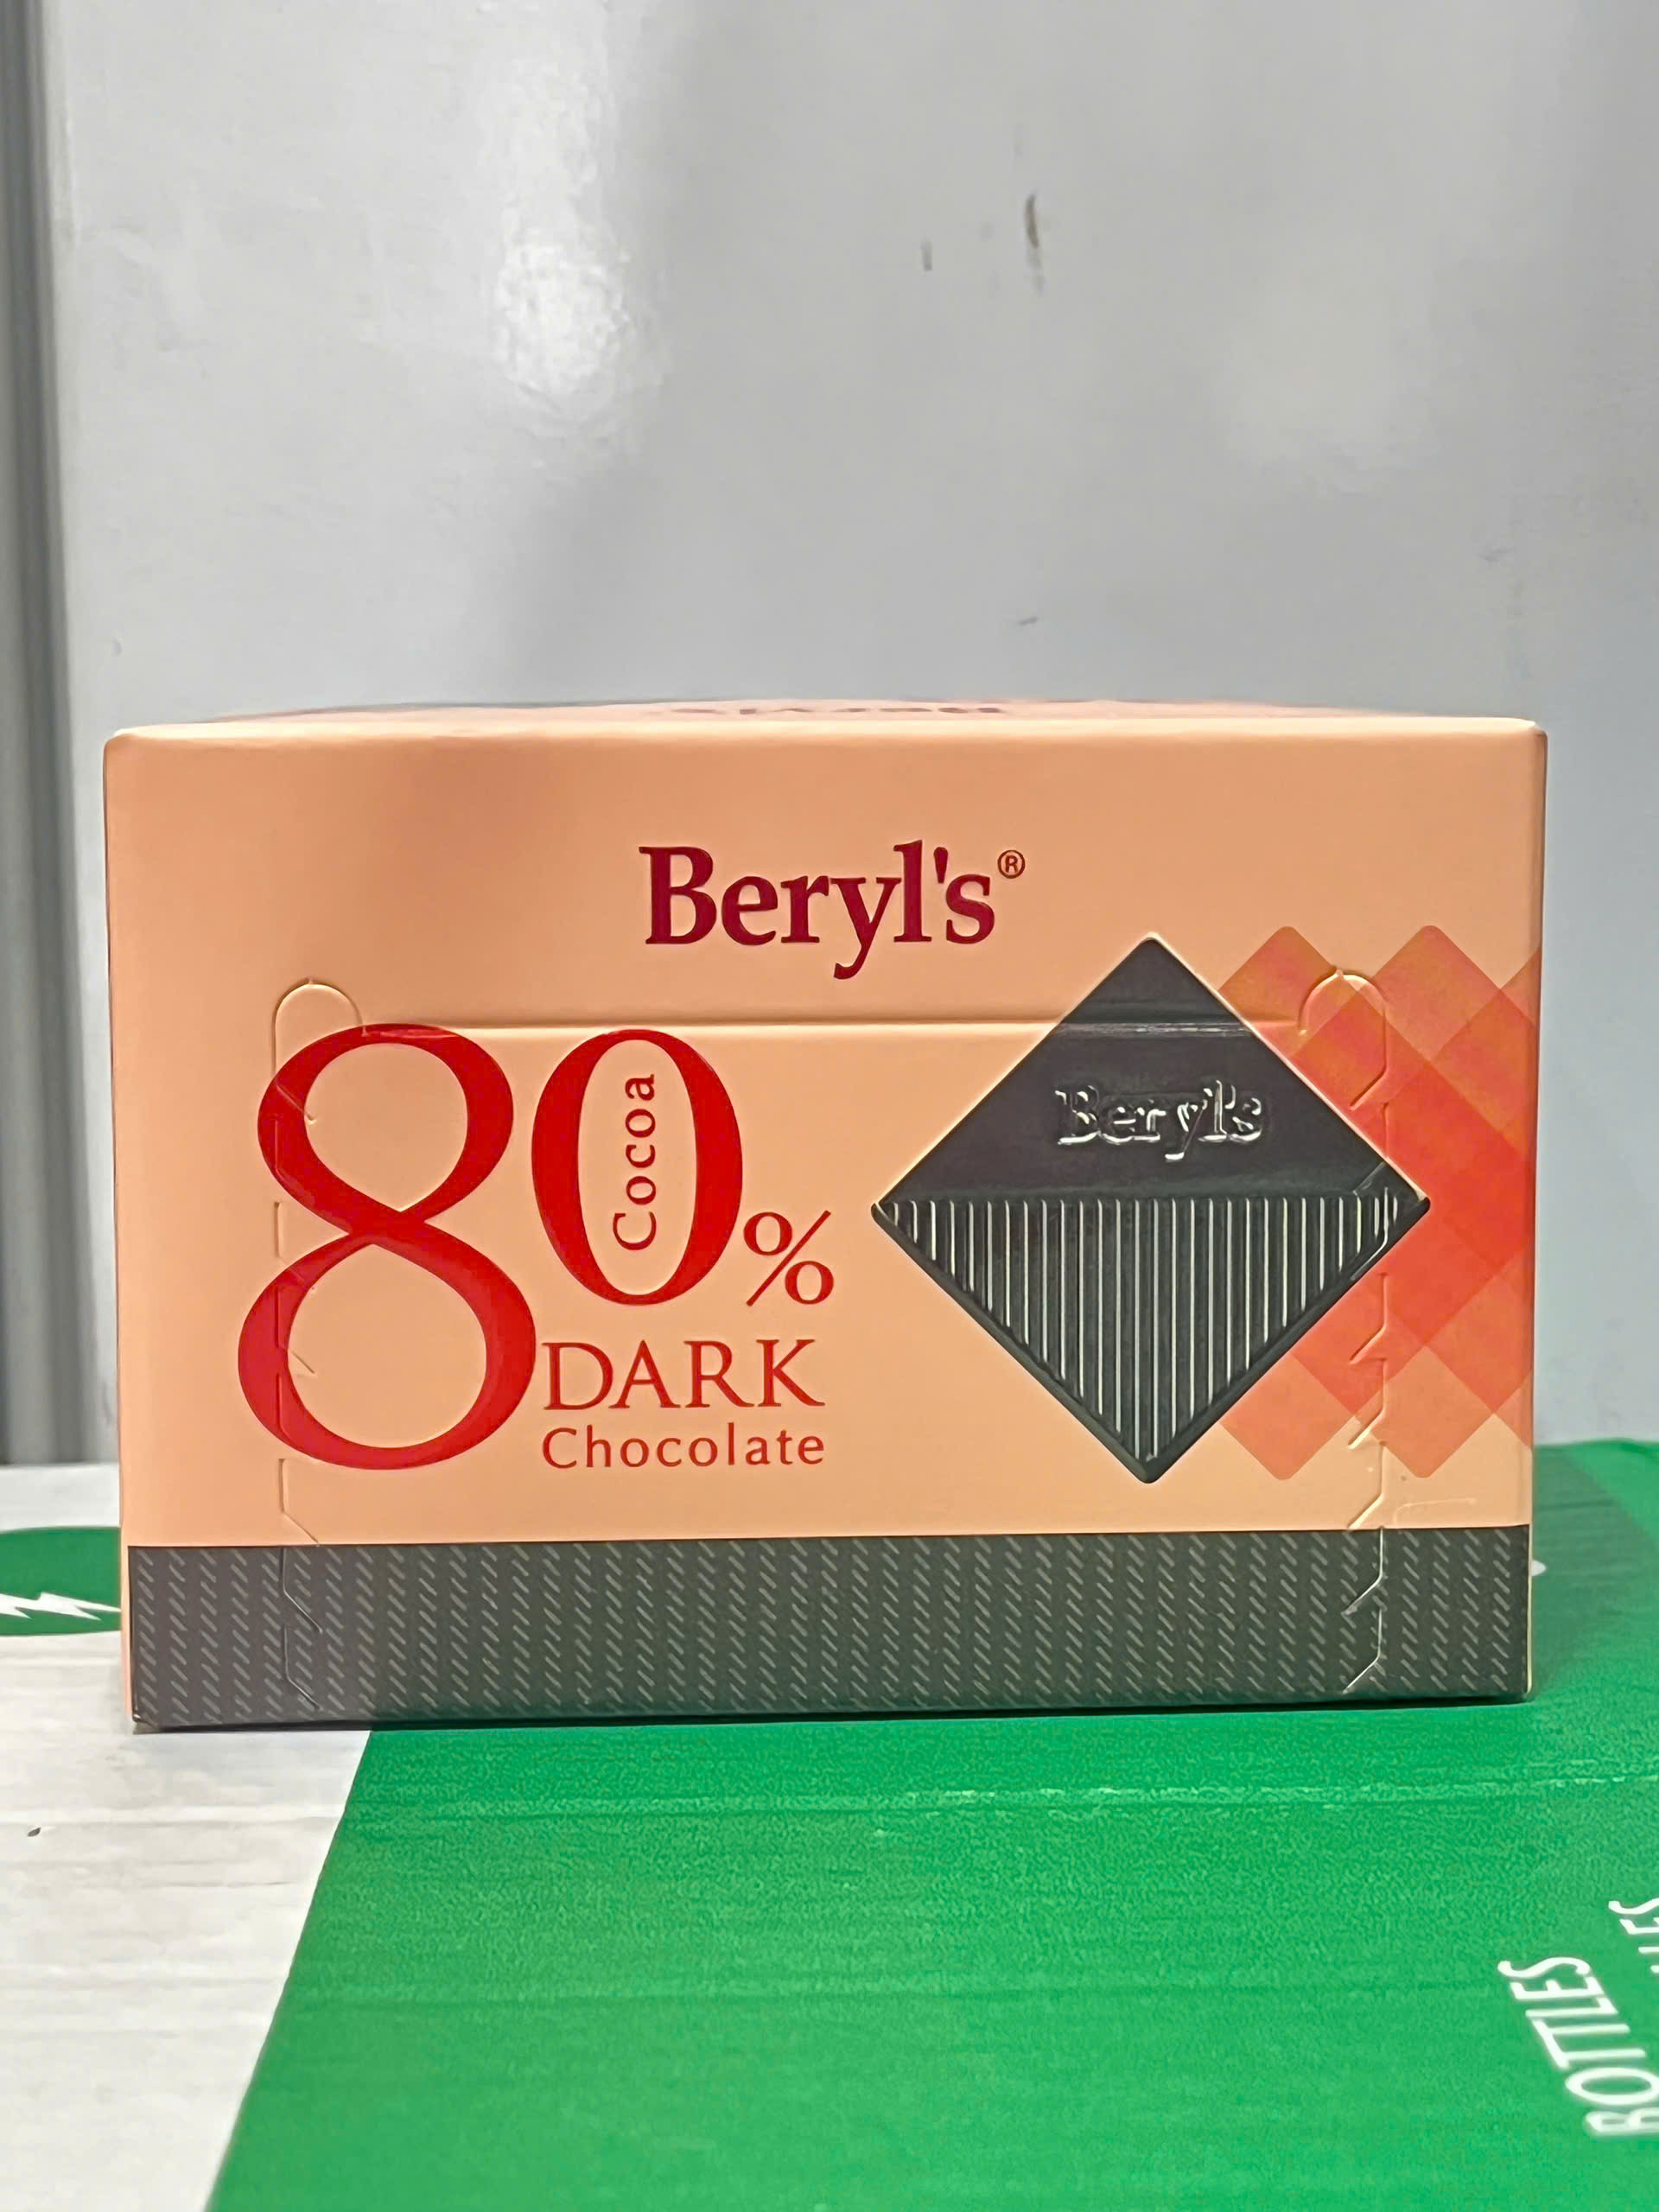 Beryl's®
80%
Cocoa
DARK
Chocolate
Beryl's
BOTTLES